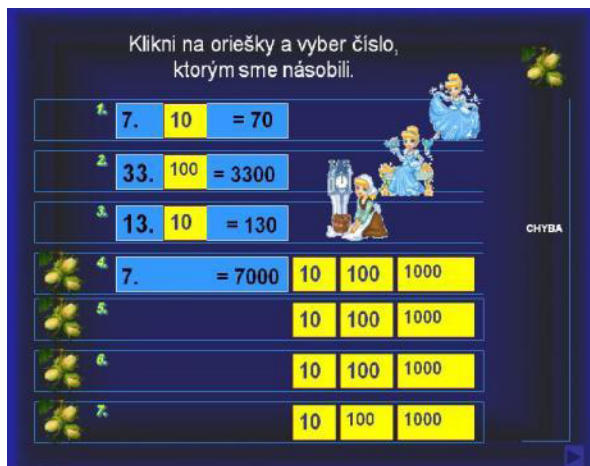 Klikni na oriešky a vyber číslo,
ktorým sme násobili.
1. 7. 10 = 70
2. 33. 100 = 3300
3. 13. 10 = 130
CHYBA
4. 7. = 7000 10 100 1000
5. 10 100 1000
6. 10 100 1000
7. 10 100 1000